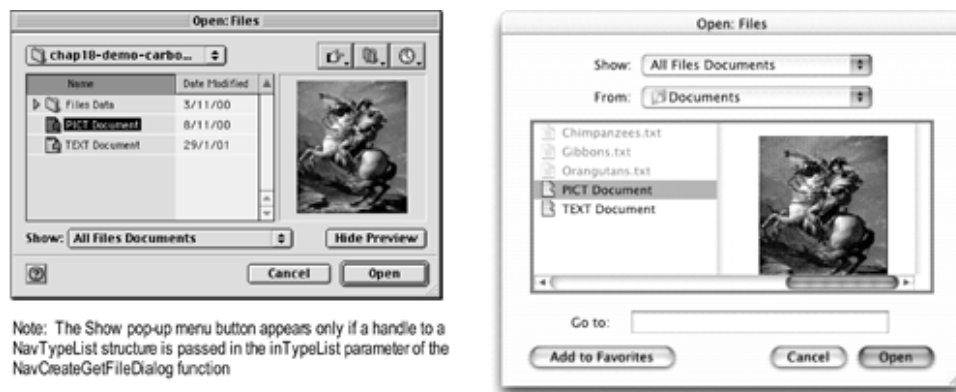 Open: Files
chap18-demo-carbo...
Name Date Modified
Files Data 3/11/00
PICT Document 8/11/00
TEXT Document 29/1/01
Show: All Files Documents Hide Preview
Cancel Open
Note: The Show pop-up menu button appears only if a handle to a
NavTypeList structure is passed in the inTypeList parameter of the
NavCreateGetFileDialog function
Open: Files
Show: All Files Documents
From: Documents
Chimpanzees.txt
Gibbons.txt
Orangutans.txt
PICT Document
TEXT Document
Go to:
Add to Favorites Cancel Open